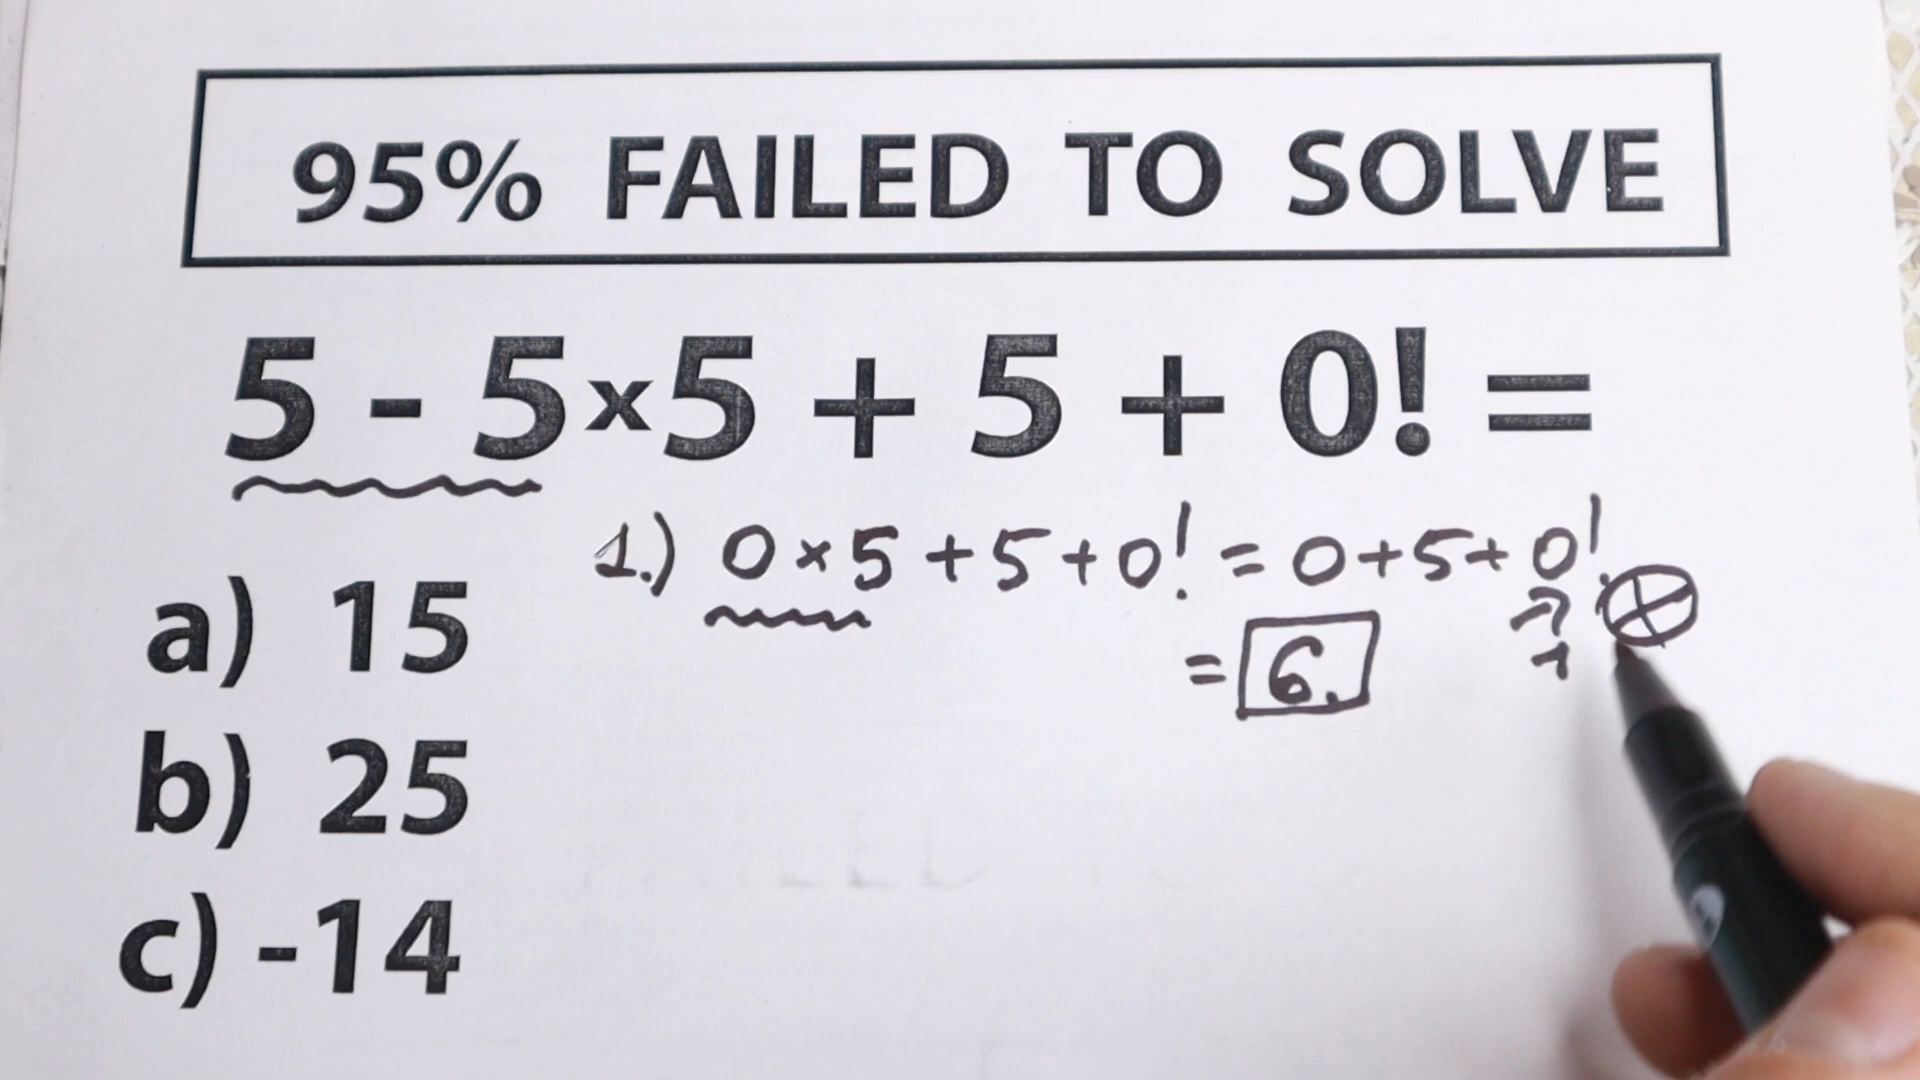 95% FAILED TO SOLVE
5 - 5×5 + 5 + 0! =
1.) 0×5+5+0! = 0+5+0!
1
= 6.
a) 15
b) 25
c) -14